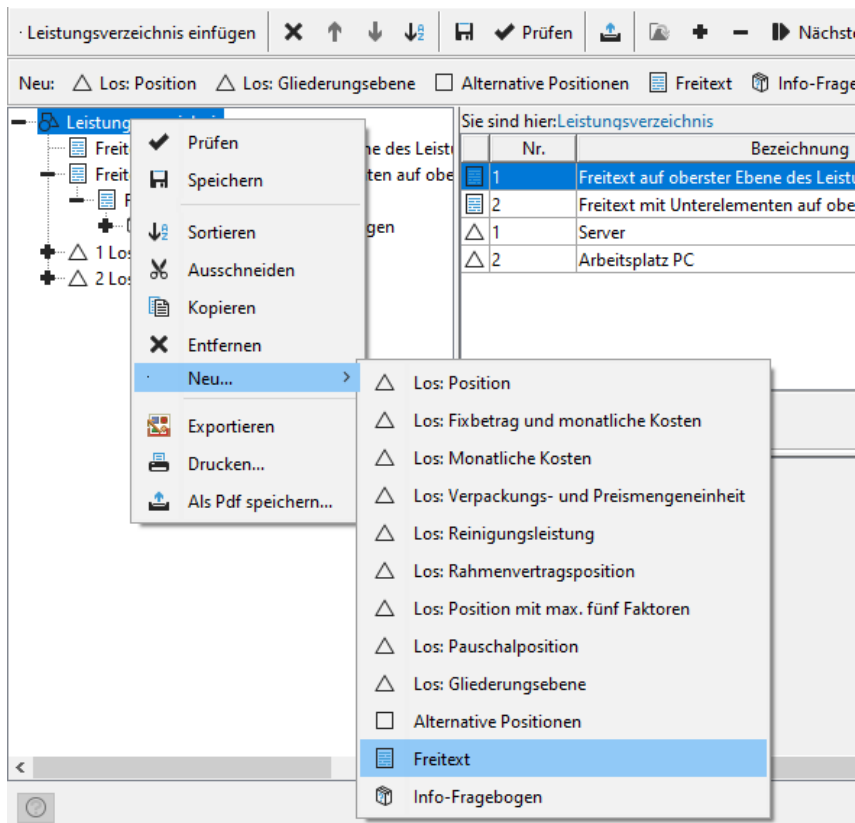 Leistungsverzeichnis einfügen Prüfen Nächste
Neu: Los: Position Los: Gliederungsebene Alternative Positionen Freitext Info-Frage
Leistung
Freit ne des Leist
Freit ten auf obe
F
gen
1 Los
2 Los
Sie sind hier:Leistungsverzeichnis
Nr. Bezeichnung
1 Freitext auf oberster Ebene des Leistu
2 Freitext mit Unterelementen auf obe
1 Server
2 Arbeitsplatz PC
Prüfen
Speichern
Sortieren
Ausschneiden
Kopieren
Entfernen
Neu...
Exportieren
Drucken...
Als Pdf speichern...
Los: Position
Los: Fixbetrag und monatliche Kosten
Los: Monatliche Kosten
Los: Verpackungs- und Preismengeneinheit
Los: Reinigungsleistung
Los: Rahmenvertragsposition
Los: Position mit max. fünf Faktoren
Los: Pauschalposition
Los: Gliederungsebene
Alternative Positionen
Freitext
Info-Fragebogen